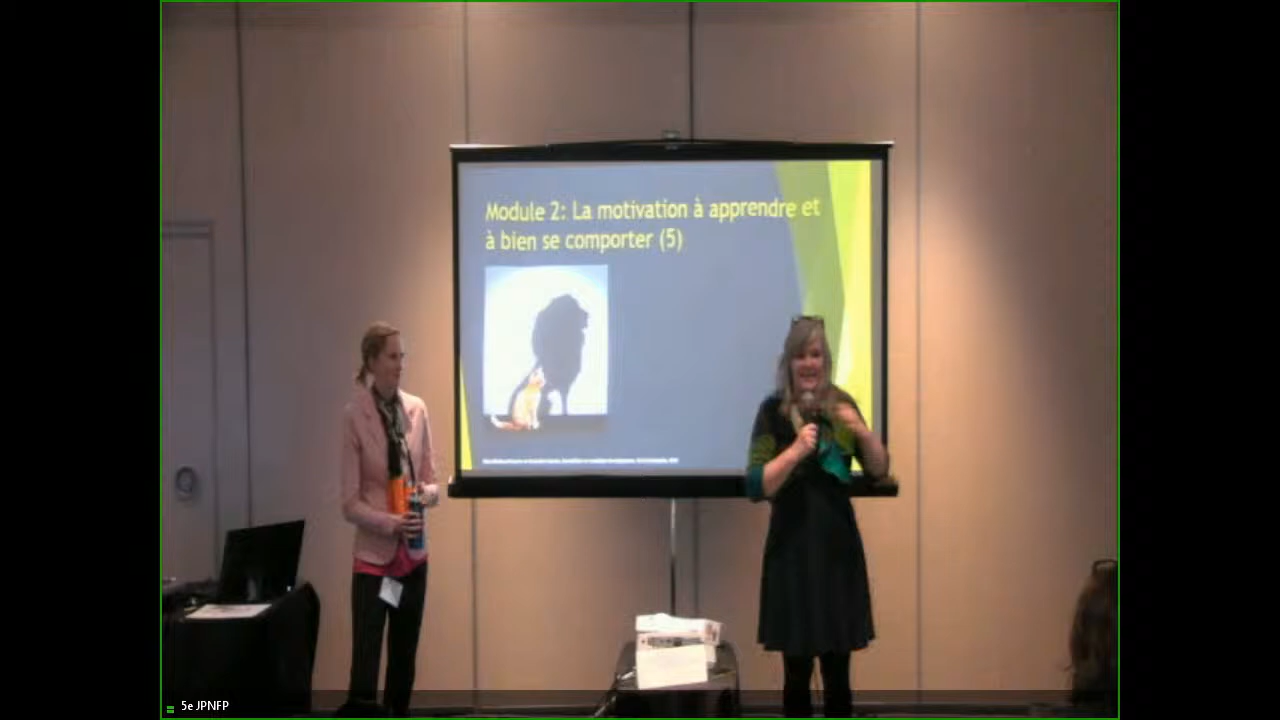 Module 2: La motivation à apprendre et
à bien se comporter (5)
5e JPNFP